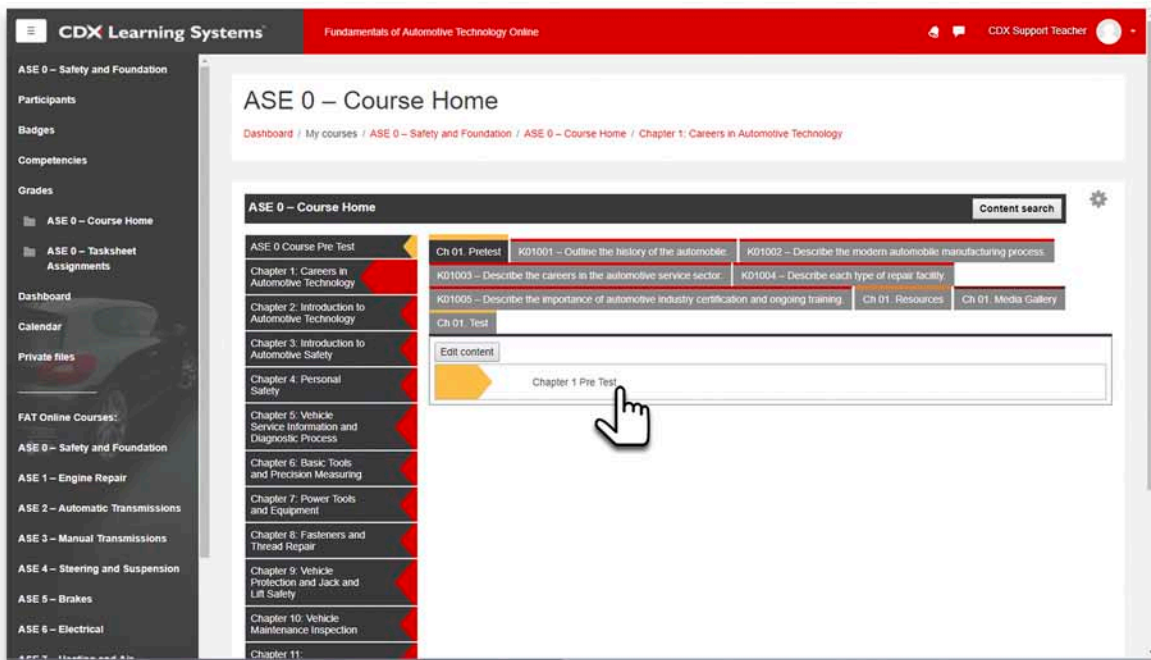 CDX Learning Systems
Fundamentals of Automotive Technology Online
CDX Support Teacher
ASE 0 – Safety and Foundation
Participants
Badges
Competencies
Grades
ASE 0 – Course Home
ASE 0 – Tasksheet
Assignments
Dashboard
Calendar
Private files
FAT Online Courses:
ASE 0 – Safety and Foundation
ASE 1 – Engine Repair
ASE 2 – Automatic Transmissions
ASE 3 – Manual Transmissions
ASE 4 – Steering and Suspension
ASE 5 – Brakes
ASE 6 – Electrical
ASE 0 – Course Home
Dashboard / My courses / ASE 0 – Safety and Foundation / ASE 0 – Course Home / Chapter 1: Careers in Automotive Technology
ASE 0 – Course Home
Content search
ASE 0 Course Pre Test
Chapter 1: Careers in
Automotive Technology
Chapter 2: Introduction to
Automotive Technology
Chapter 3: Introduction to
Automotive Safety
Chapter 4: Personal
Safety
Chapter 5: Vehicle
Service Information and
Diagnostic Process
Chapter 6: Basic Tools
and Precision Measuring
Chapter 7: Power Tools
and Equipment
Chapter 8: Fasteners and
Thread Repair
Chapter 9: Vehicle
Protection and Jack and
Lift Safety
Chapter 10: Vehicle
Maintenance Inspection
Chapter 11:
Ch 01. Pretest
K01001 – Outline the history of the automobile.
K01002 – Describe the modern automobile manufacturing process.
K01003 – Describe the careers in the automotive service sector.
K01004 – Describe each type of repair facility.
K01005 – Describe the importance of automotive industry certification and ongoing training.
Ch 01. Resources
Ch 01. Media Gallery
Ch 01. Test
Edit content
Chapter 1 Pre Test